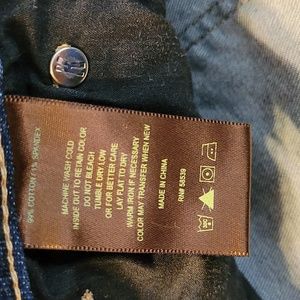 99% COTTON 1% SPANDEX
MACHINE WASH COLD
INSIDE OUT TO RETAIN COLOR
DO NOT BLEACH
TUMBLE DRY LOW
OR FOR BETTER CARE
LAY FLAT TO DRY
WARM IRON IF NECESSARY
COLOR MAY TRANSFER WHEN NEW
MADE IN CHINA
RN# 58539